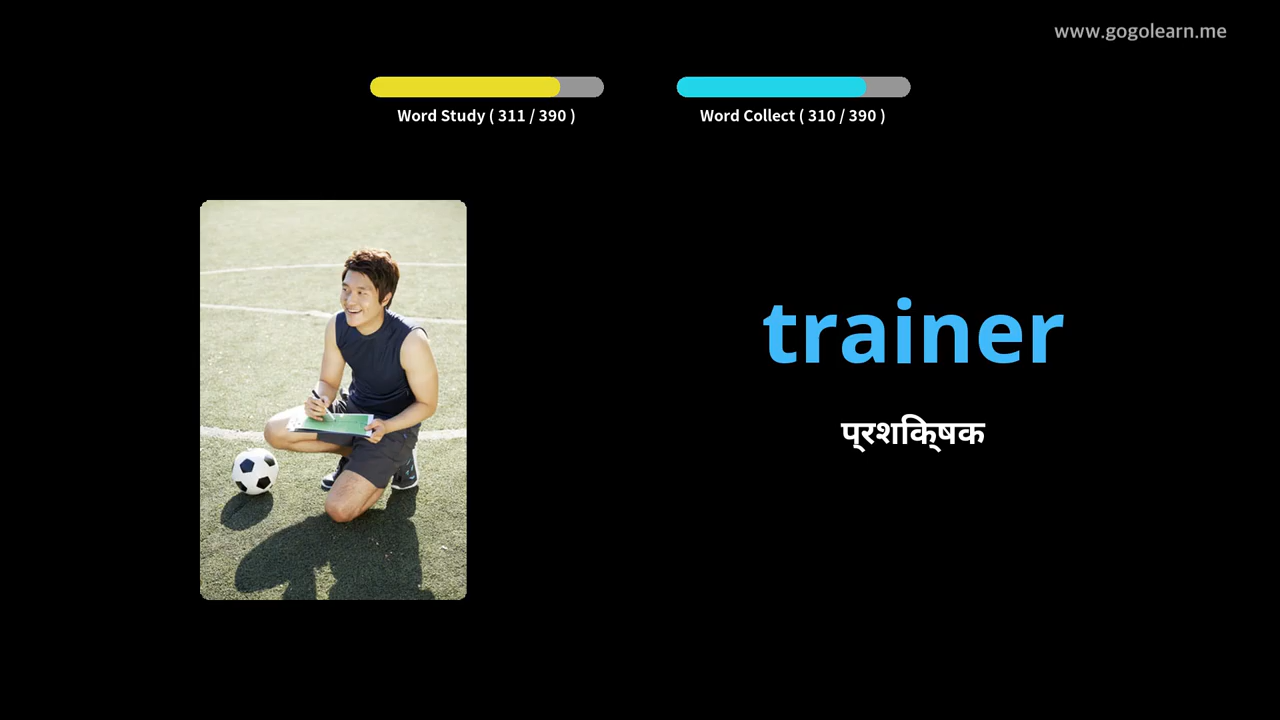 www.gogolearn.me
Word Study ( 311 / 390 )
Word Collect ( 310 / 390 )
trainer
प्रशिक्षक